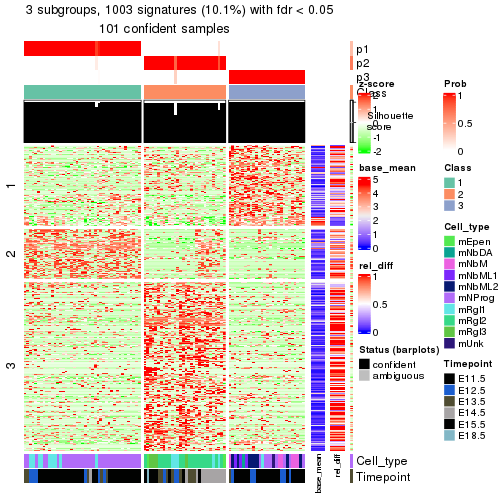 3 subgroups, 1003 signatures (10.1%) with fdr < 0.05
101 confident samples
p1
p2
p3
Class
Silhouette
score
1
2
3
Cell_type
Timepoint
base_mean
rel_diff
z-score
2
1
0
-1
-2
base_mean
5
4
3
2
1
0
rel_diff
1
0.5
0
Status (barplots)
confident
ambiguous
Prob
1
0.5
0
Class
1
2
3
Cell_type
mEpen
mNbDA
mNbM
mNbML1
mNbML2
mNProg
mRgl1
mRgl2
mRgl3
mUnk
Timepoint
E11.5
E12.5
E13.5
E14.5
E15.5
E18.5